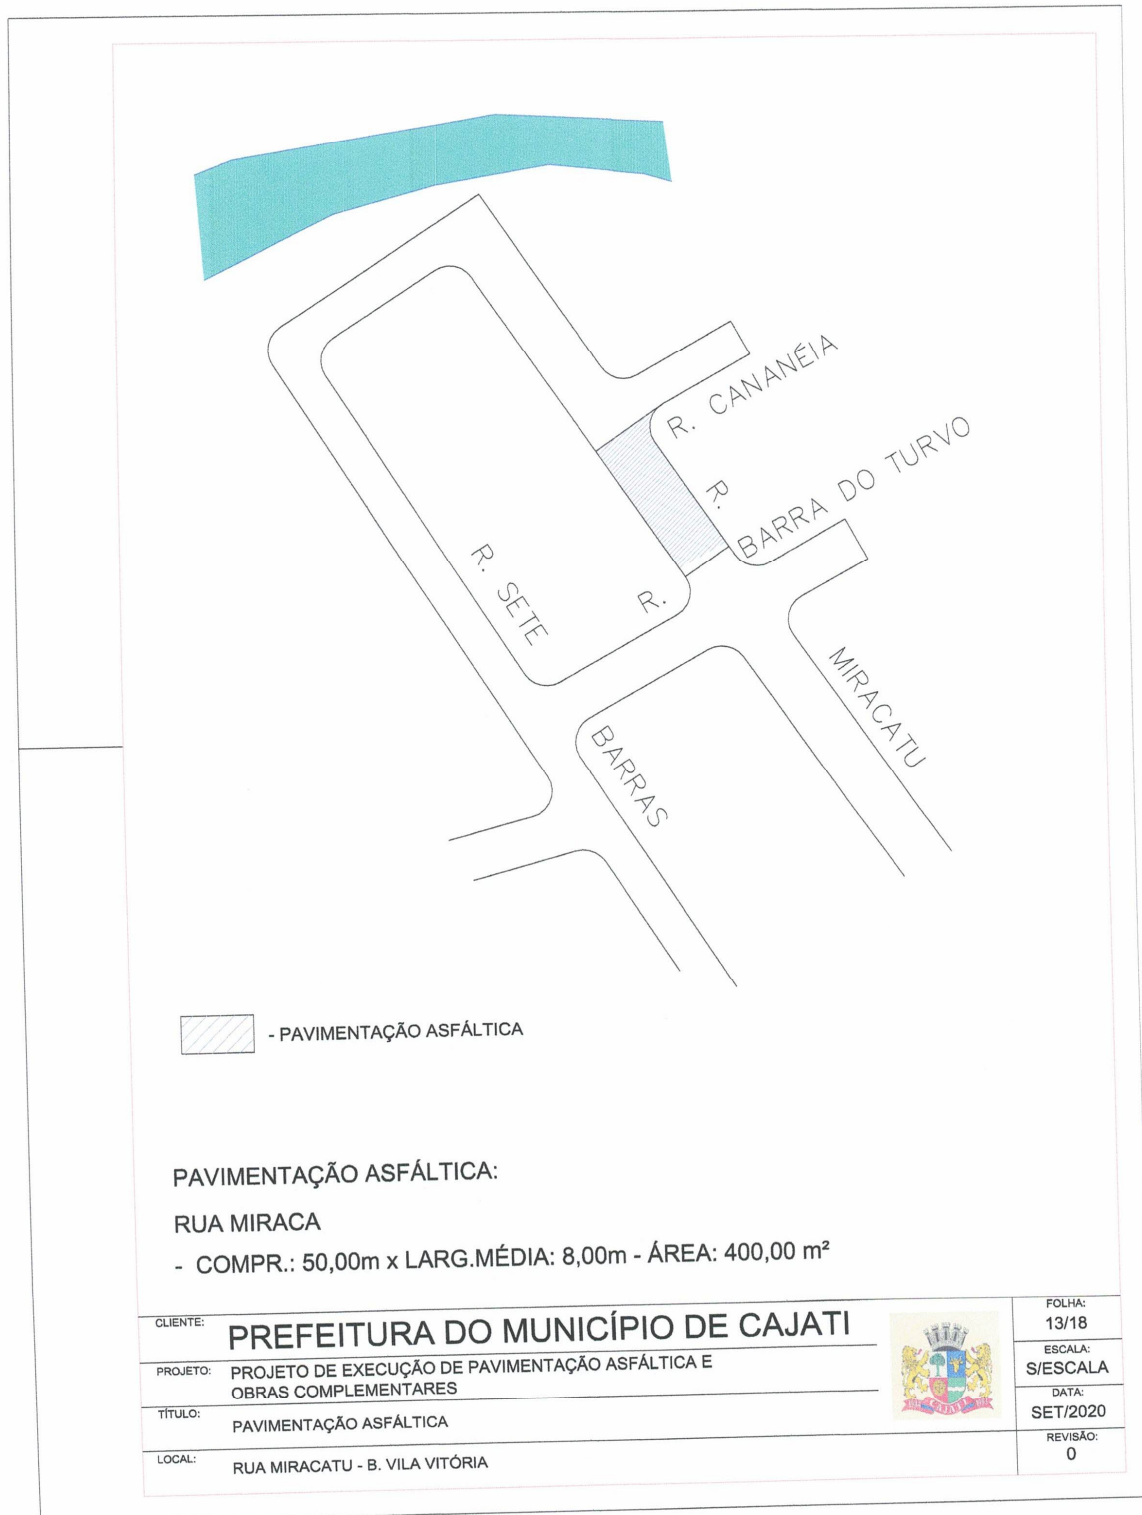 R. CANANÉIA
R.
BARRA DO TURVO
R. SETE
R.
MIRACATU
BARRAS
- PAVIMENTAÇÃO ASFÁLTICA
PAVIMENTAÇÃO ASFÁLTICA:
RUA MIRACA
- COMPR.: 50,00m x LARG.MÉDIA: 8,00m - ÁREA: 400,00 m²
CLIENTE: PREFEITURA DO MUNICÍPIO DE CAJATI
PROJETO: PROJETO DE EXECUÇÃO DE PAVIMENTAÇÃO ASFÁLTICA E
OBRAS COMPLEMENTARES
TÍTULO: PAVIMENTAÇÃO ASFÁLTICA
LOCAL: RUA MIRACATU - B. VILA VITÓRIA
CAJATI
FOLHA:
13/18
ESCALA:
S/ESCALA
DATA:
SET/2020
REVISÃO:
0